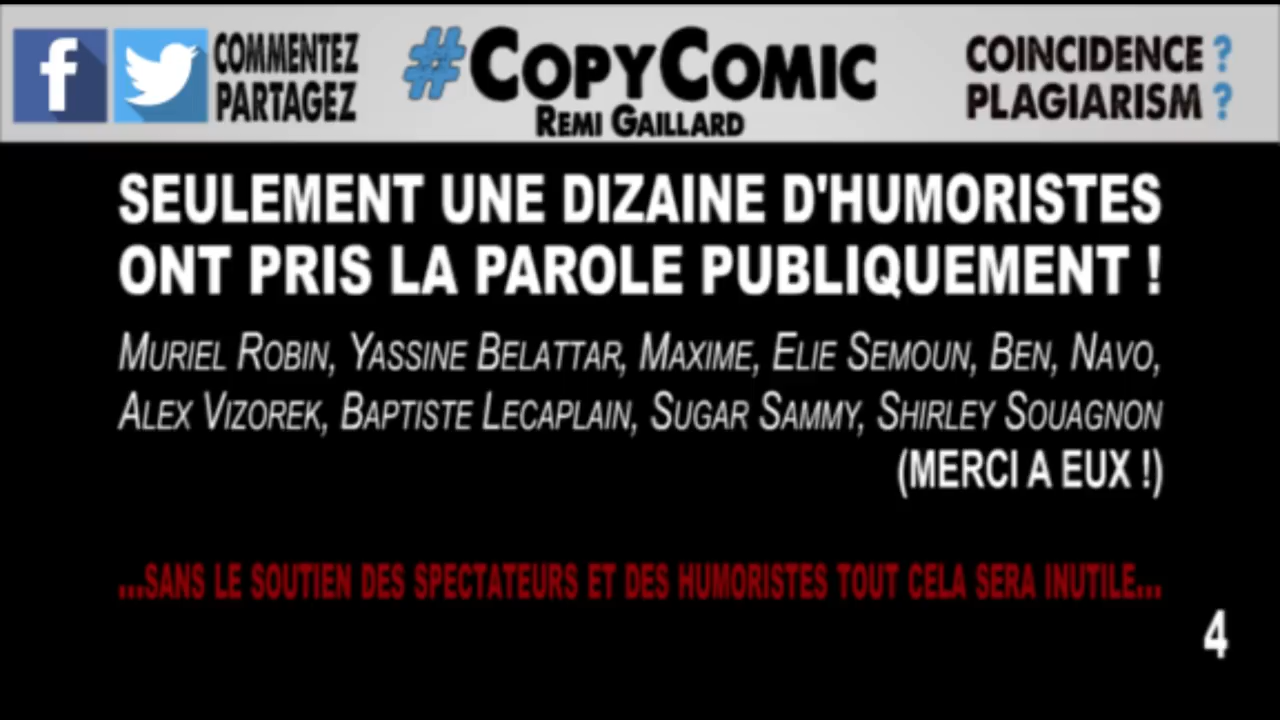 COMMENTEZ
PARTAGEZ
#COPYCOMIC
REMI GAILLARD
COINCIDENCE ?
PLAGIARISM ?
SEULEMENT UNE DIZAINE D'HUMORISTES
ONT PRIS LA PAROLE PUBLIQUEMENT !
MURIEL ROBIN, YASSINE BELATTAR, MAXIME, ELIE SEMOUN, BEN, NAVO,
ALEX VIZOREK, BAPTISTE LECAPLAIN, SUGAR SAMMY, SHIRLEY SOUAGNON
(MERCI A EUX !)
...SANS LE SOUTIEN DES SPECTATEURS ET DES HUMORISTES TOUT CELA SERA INUTILE...
4